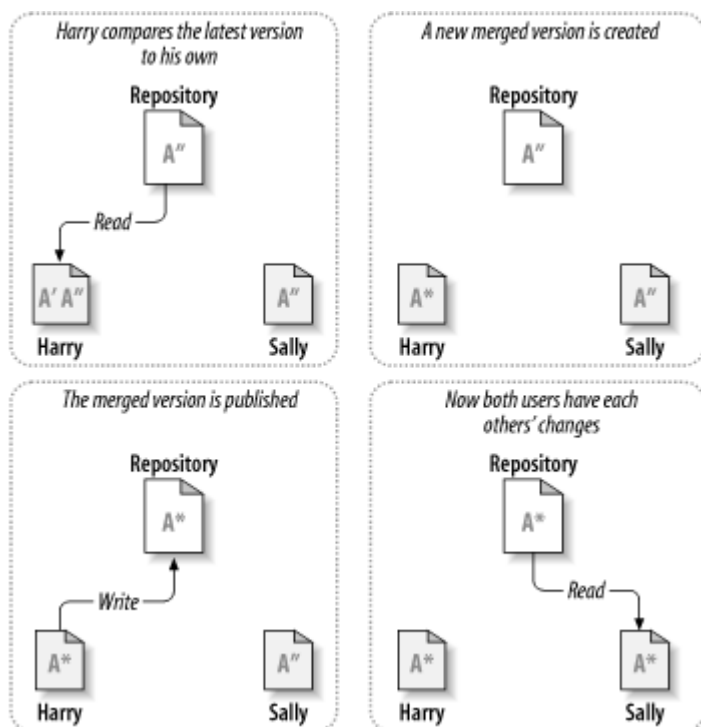 Harry compares the latest version
to his own
Repository
A″
Read
A′ A″
A″
Harry
Sally
A new merged version is created
Repository
A″
A*
A″
Harry
Sally
The merged version is published
Repository
A*
Write
A*
A″
Harry
Sally
Now both users have each
others’ changes
Repository
A*
Read
A*
A*
Harry
Sally